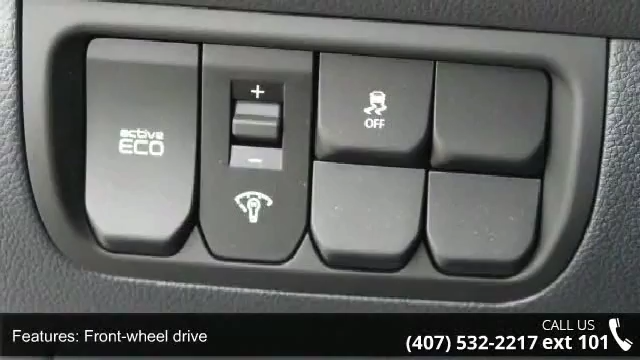 active
ECO
+
-
OFF
Features: Front-wheel drive
CALL US
(407) 532-2217 ext 101